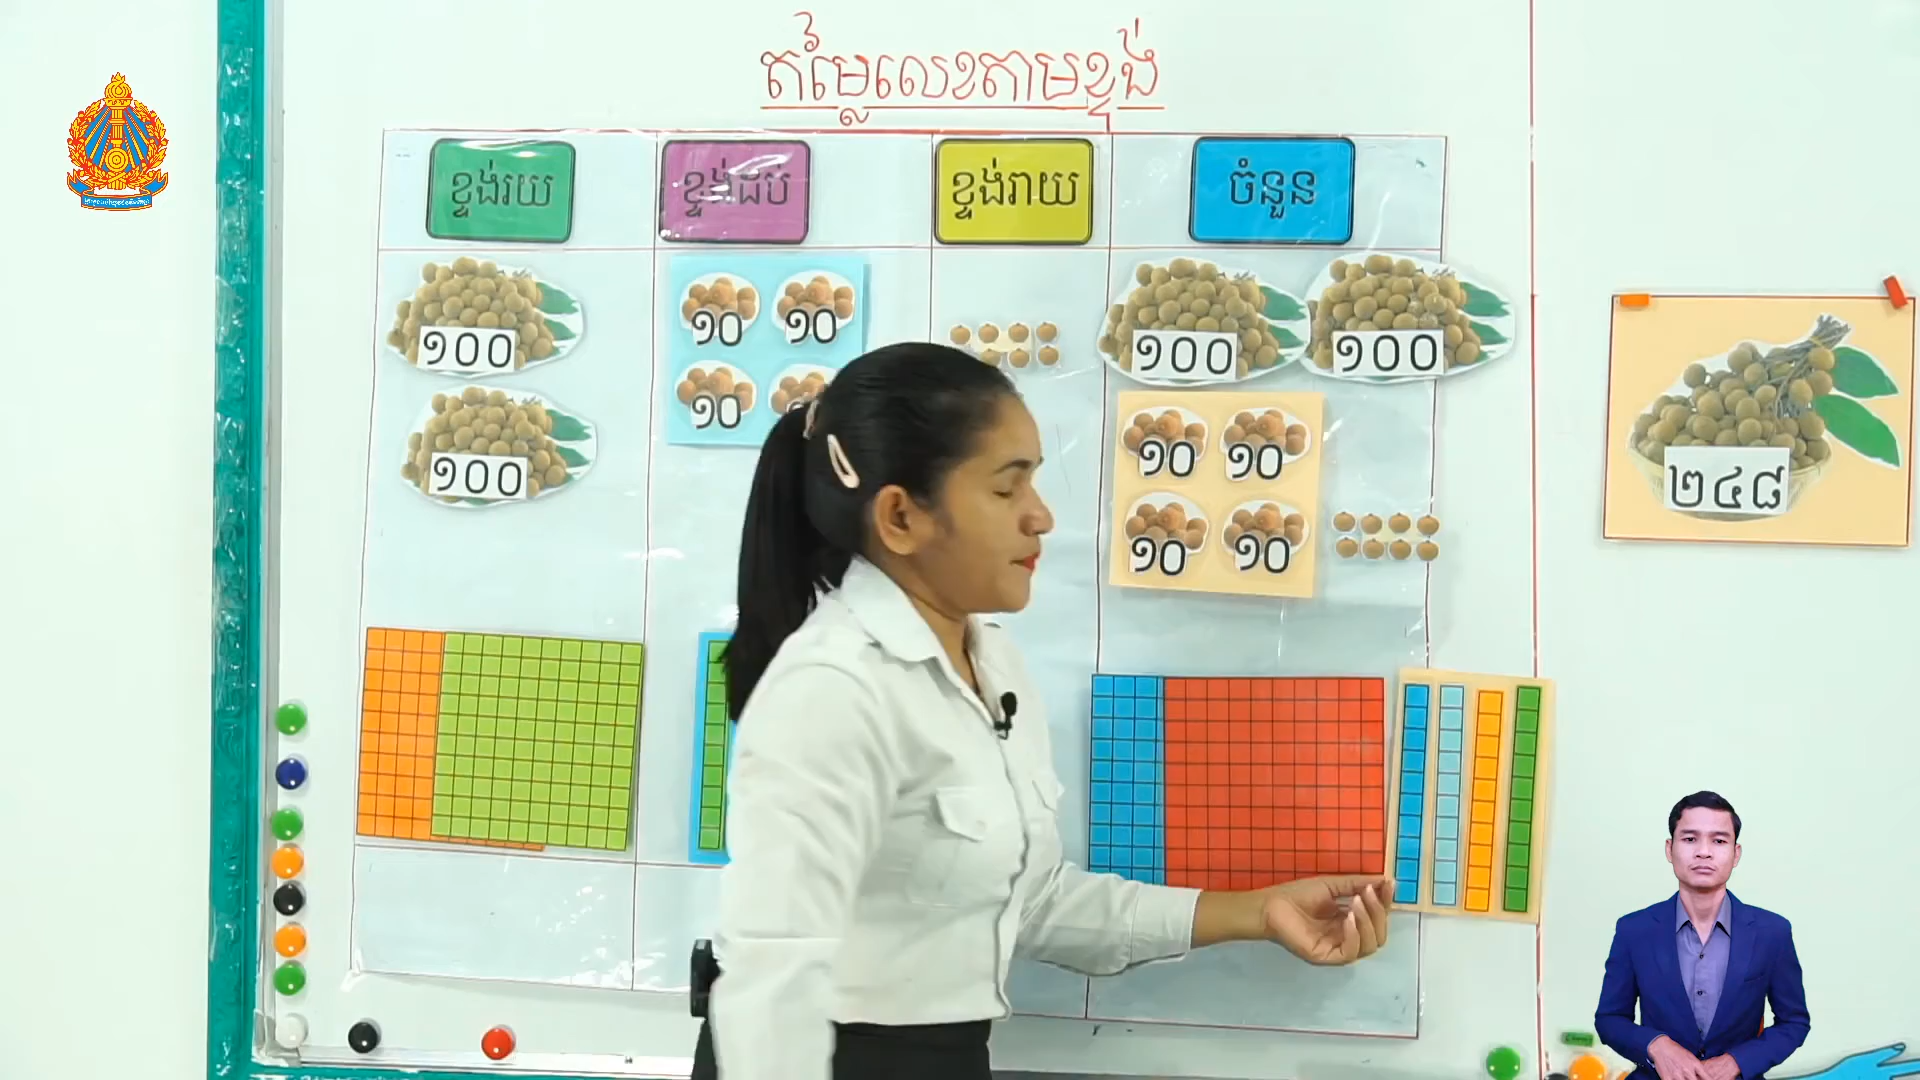 តម្លៃលេខតាមខ្ទង់
ខ្ទង់រយ ខ្ទង់ដប់ ខ្ទង់រាយ ចំនួន
១០០ ១០ ១០ ១០០ ១០០
១០
១០០ ១០ ១០
១០ ១០
២៤៨